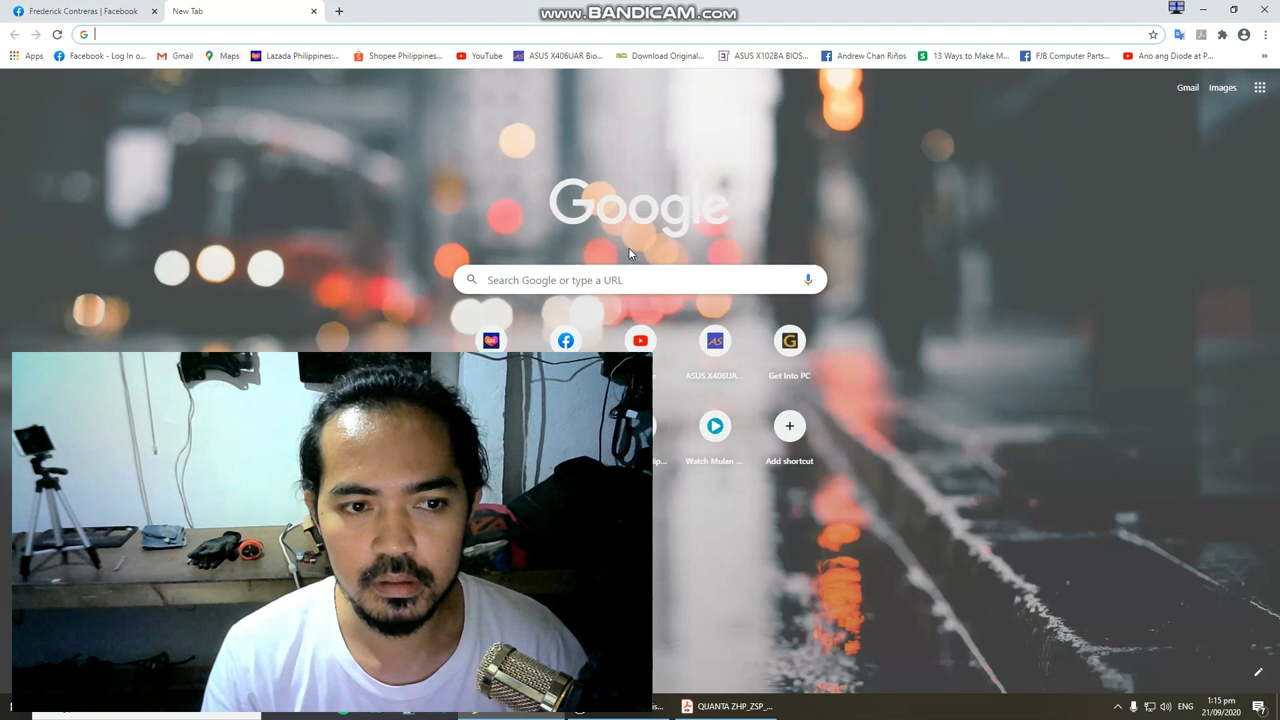 Frederick Contreras | Facebook
New Tab
www.BANDICAM.com
Apps
Facebook - Log In o...
Gmail
Maps
Lazada Philippines:...
Shopee Philippines...
YouTube
ASUS X406UAR Bio...
Download Original...
ASUS X102BA BIOS...
Andrew Chan Riños
13 Ways to Make M...
FJB Computer Parts...
Ano ang Diode at P...
»
Gmail Images
Google
Search Google or type a URL
ASUS X406UA...
Get Into PC
Watch Mulan ...
Add shortcut
QUANTA ZHP_ZSP_...
ENG
1:15 pm
21/09/2020